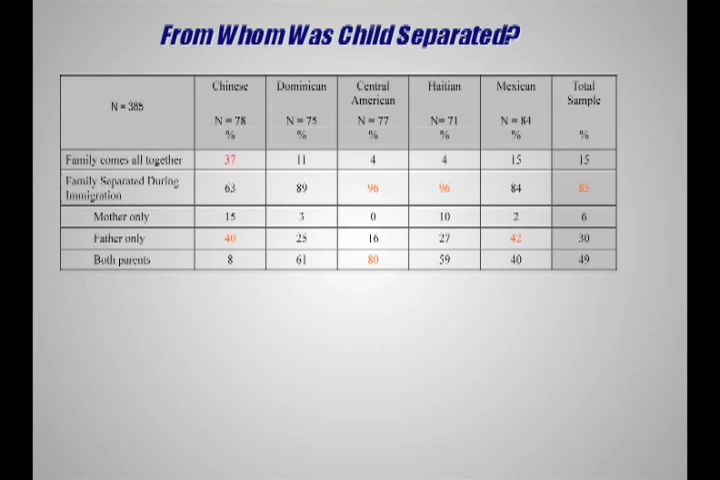 From Whom Was Child Separated?
N = 385
Chinese
N = 78
%
Dominican
N = 75
%
Central
American
N = 77
%
Haitian
N= 71
%
Mexican
N = 84
%
Total
Sample
%
Family comes all together 37 11 4 4 15 15
Family Separated During
Immigration 63 89 96 96 84 85
Mother only 15 3 0 10 2 6
Father only 40 25 16 27 42 30
Both parents 8 61 80 59 40 49